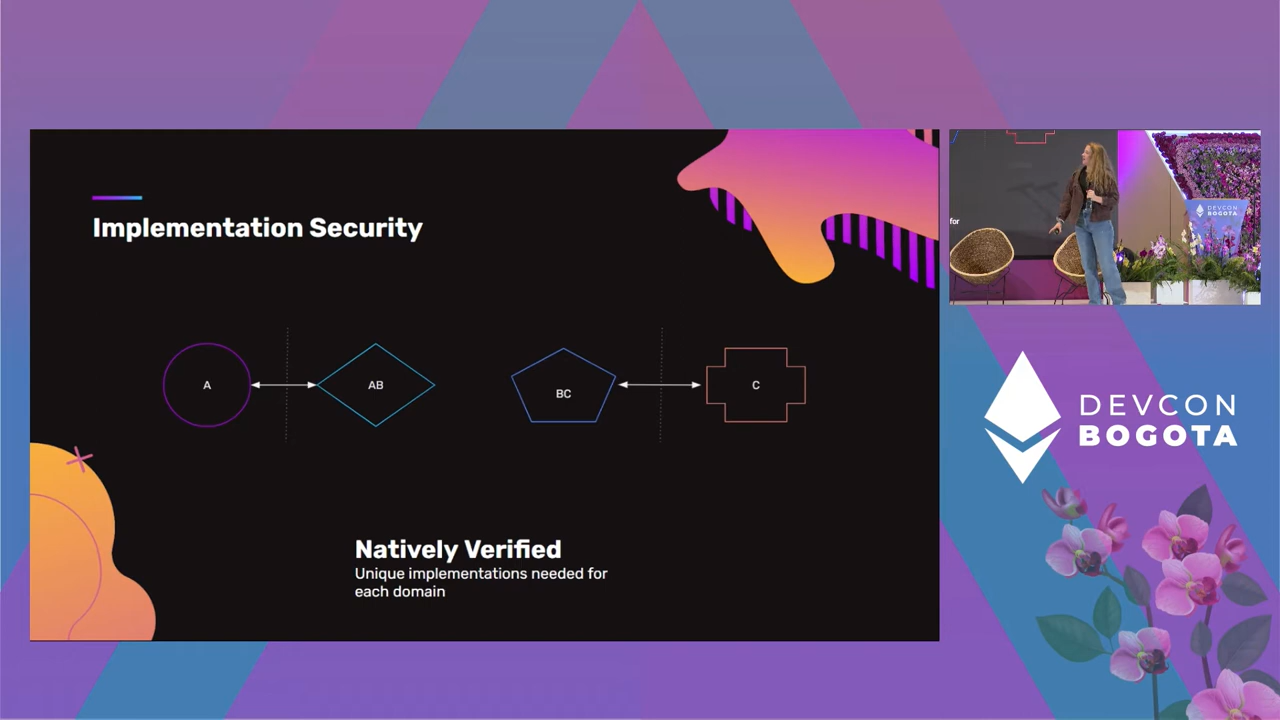 Implementation Security
A
AB
BC
C
Natively Verified
Unique implementations needed for
each domain
for
DEVCON
BOGOTA
DEVCON
BOGOTA